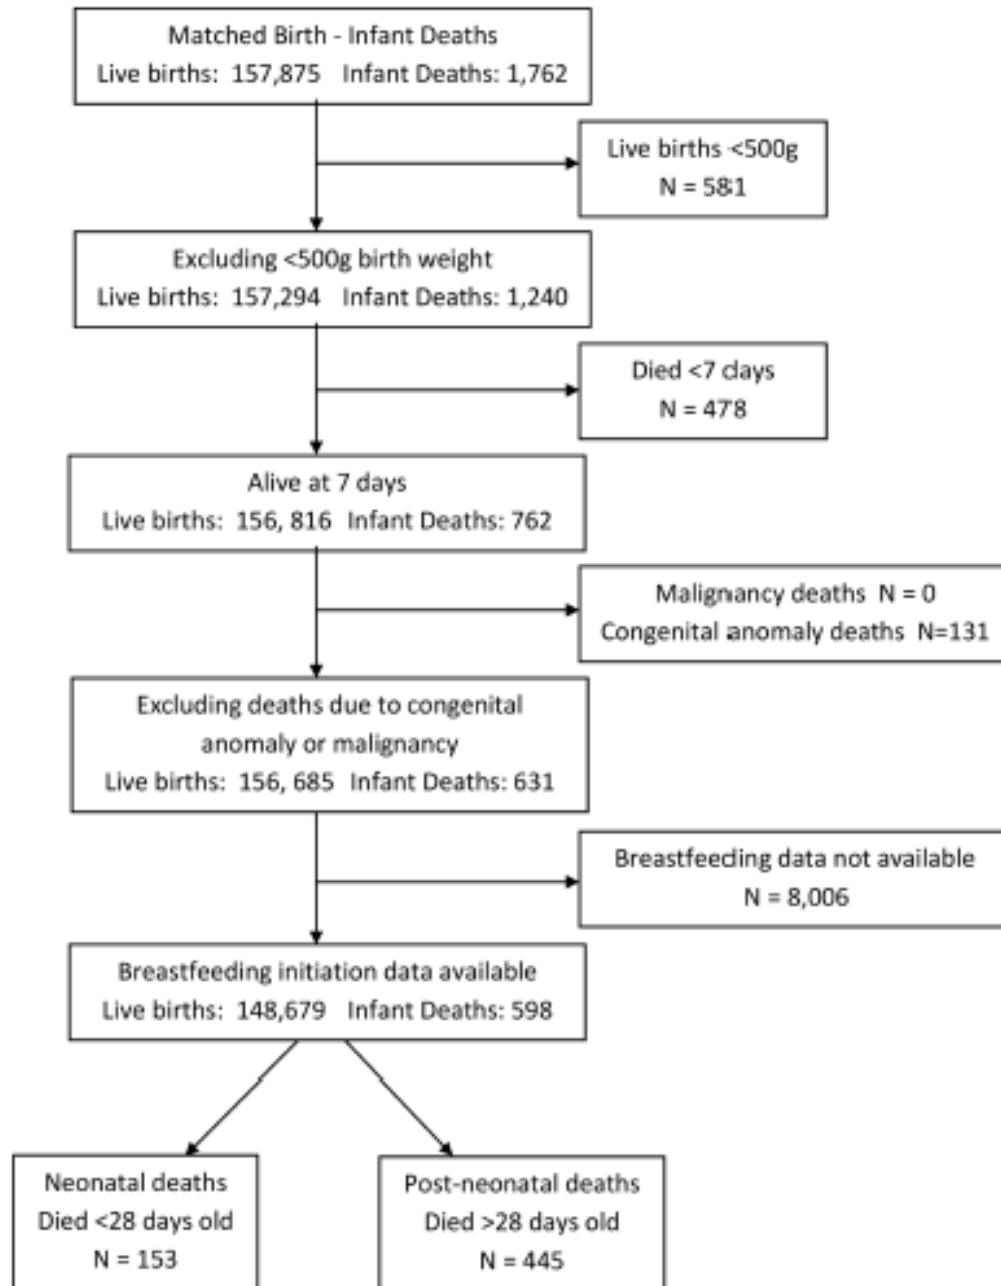 Matched Birth - Infant Deaths
Live births: 157,875 Infant Deaths: 1,762
Live births <500g
N = 581
Excluding <500g birth weight
Live births: 157,294 Infant Deaths: 1,240
Died <7 days
N = 478
Alive at 7 days
Live births: 156, 816 Infant Deaths: 762
Malignancy deaths N = 0
Congenital anomaly deaths N=131
Excluding deaths due to congenital
anomaly or malignancy
Live births: 156, 685 Infant Deaths: 631
Breastfeeding data not available
N = 8,006
Breastfeeding initiation data available
Live births: 148,679 Infant Deaths: 598
Neonatal deaths
Died <28 days old
N = 153
Post-neonatal deaths
Died >28 days old
N = 445